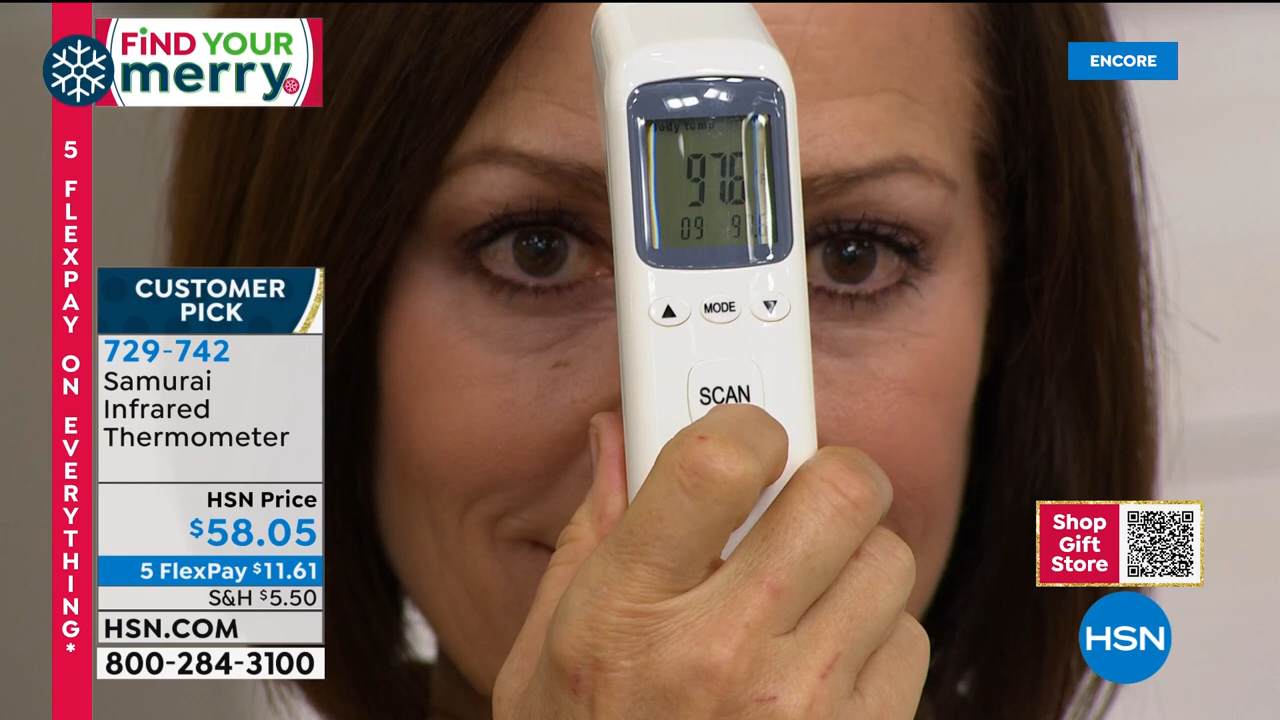 FiND YOUR
merry.
ENCORE
5 FLEXPAY ON EVERYTHING*
CUSTOMER
PICK
729-742
Samurai
Infrared
Thermometer
HSN Price
$58.05
5 FlexPay $11.61
S&H $5.50
HSN.COM
800-284-3100
97.6
09 97.6
MODE
SCAN
Shop
Gift
Store
HSN